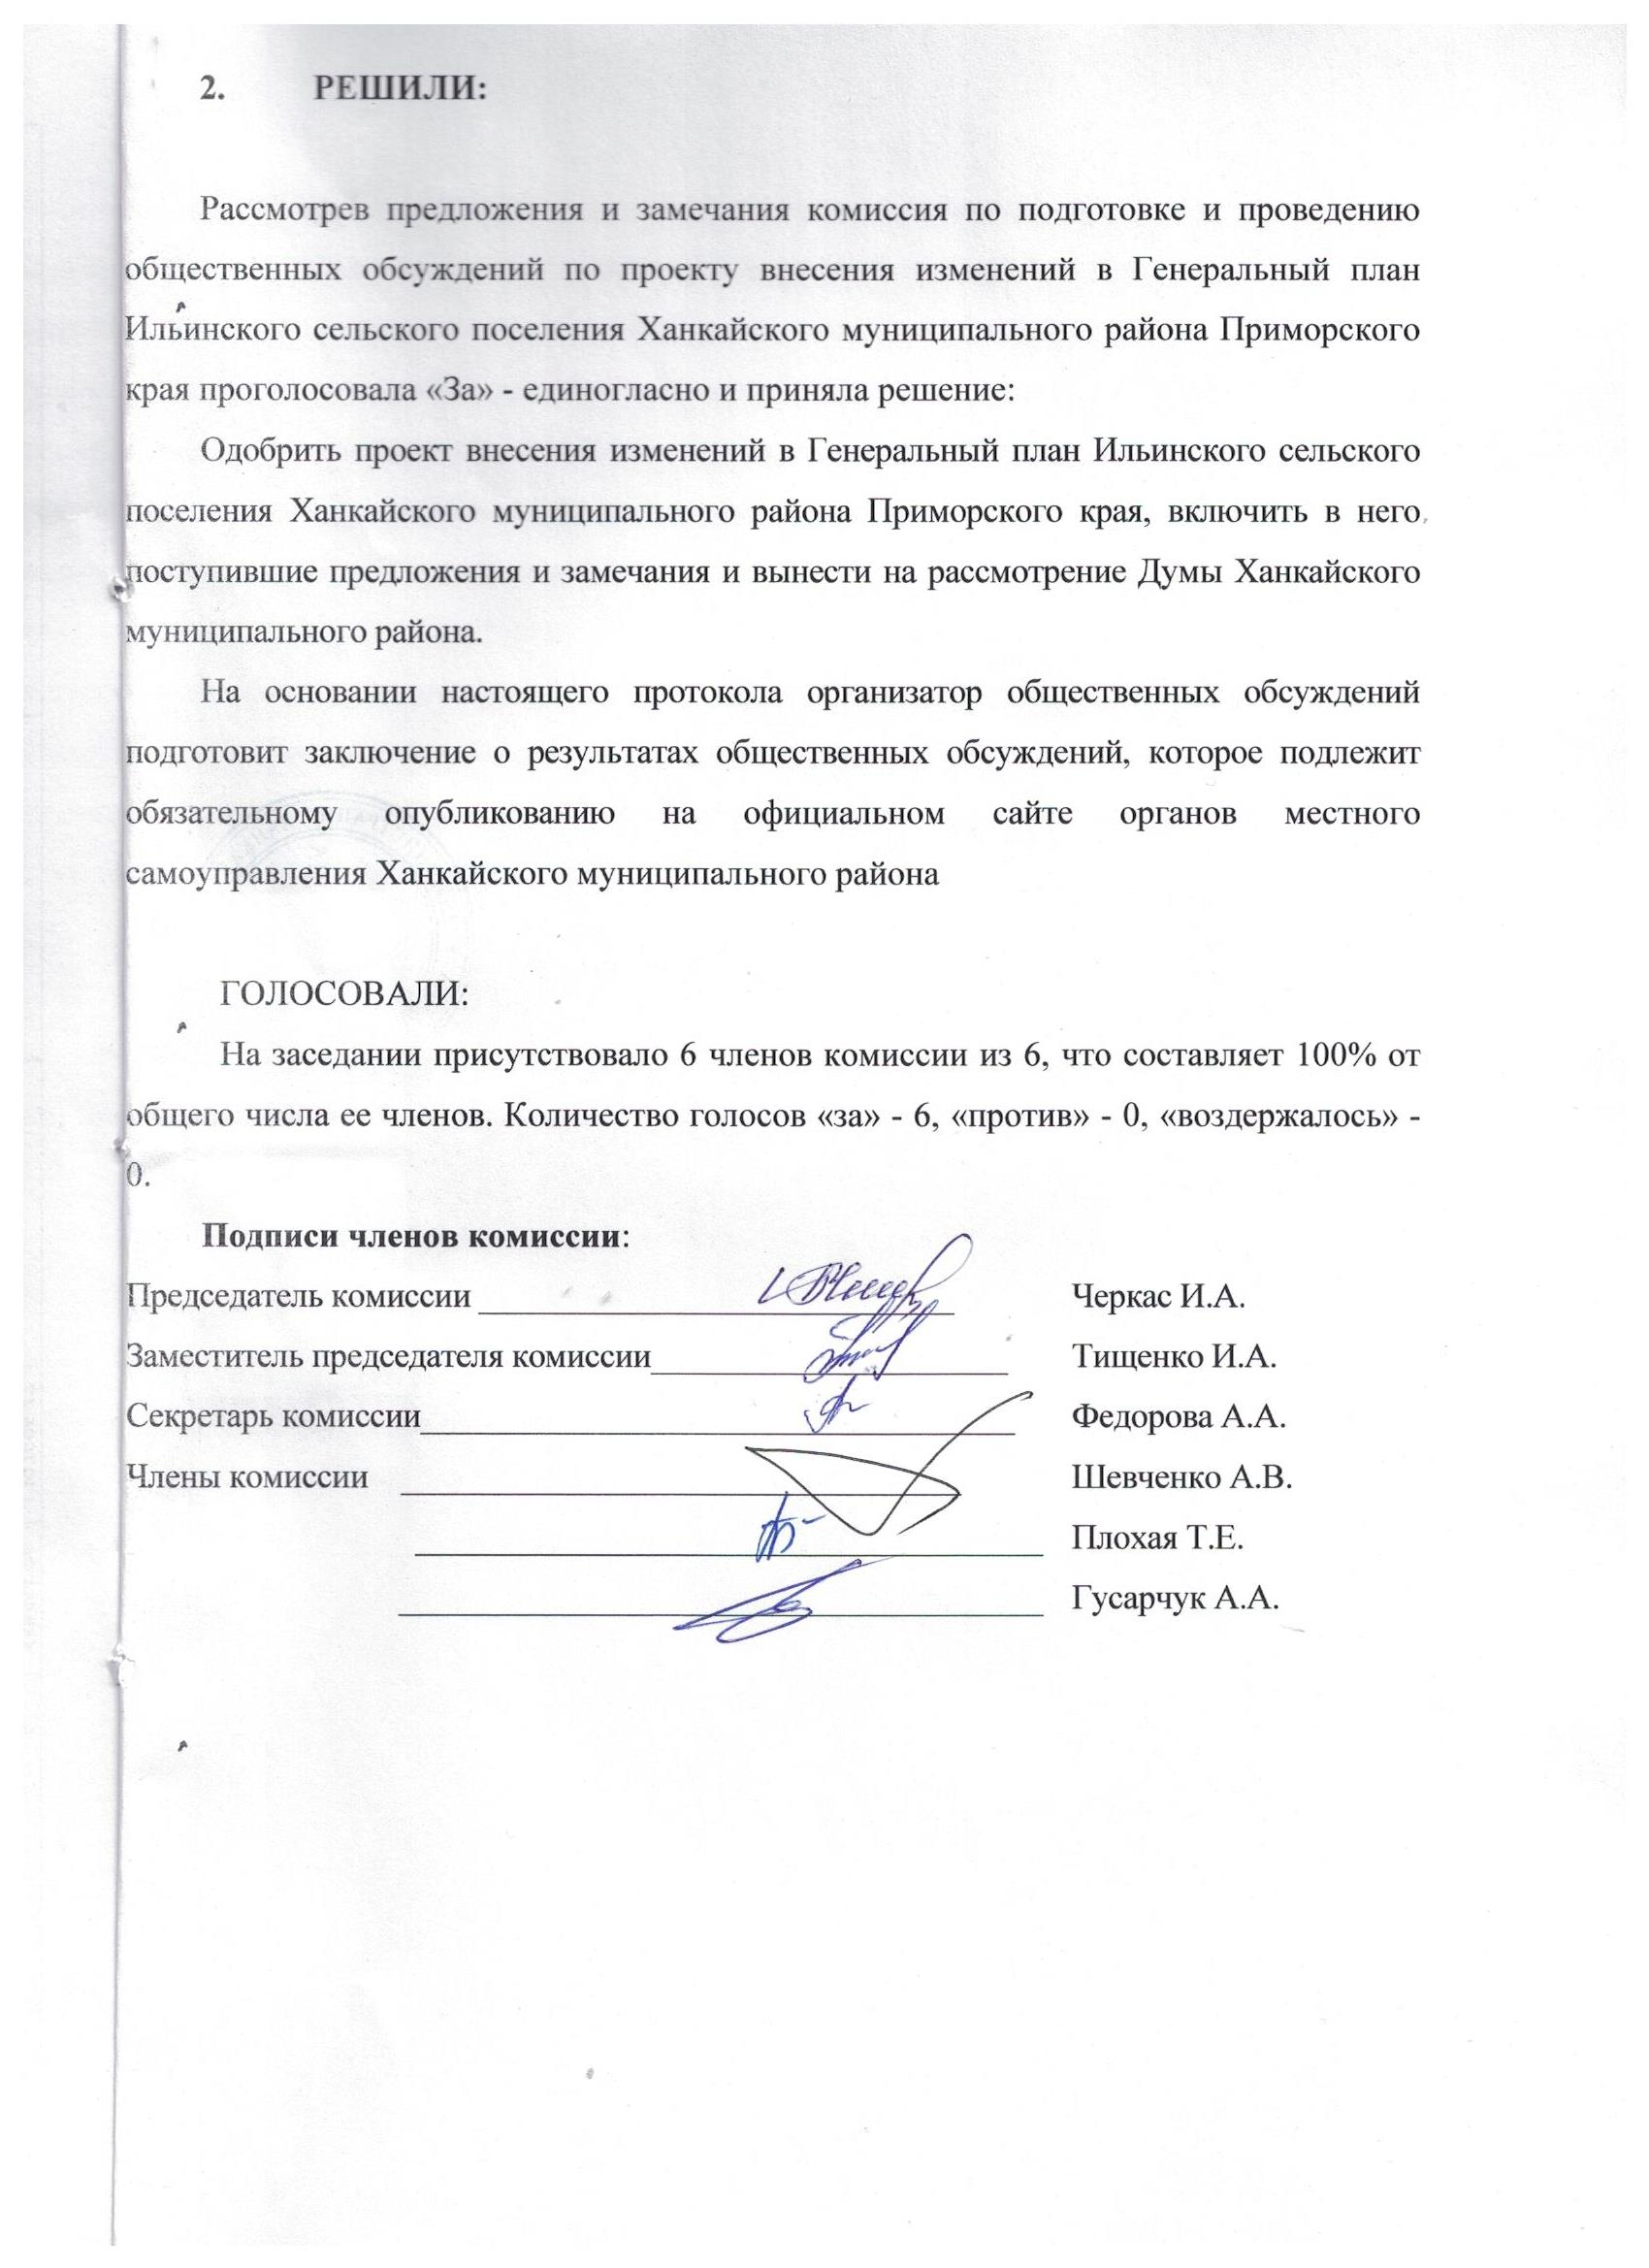 2. РЕШИЛИ:
Рассмотрев предложения и замечания комиссия по подготовке и проведению
общественных обсуждений по проекту внесения изменений в Генеральный план
Ильинского сельского поселения Ханкайского муниципального района Приморского
края проголосовала «За» - единогласно и приняла решение:
Одобрить проект внесения изменений в Генеральный план Ильинского сельского
поселения Ханкайского муниципального района Приморского края, включить в него
поступившие предложения и замечания и вынести на рассмотрение Думы Ханкайского
муниципального района.
На основании настоящего протокола организатор общественных обсуждений
подготовит заключение о результатах общественных обсуждений, которое подлежит
обязательному опубликованию на официальном сайте органов местного
самоуправления Ханкайского муниципального района
ГОЛОСОВАЛИ:
На заседании присутствовало 6 членов комиссии из 6, что составляет 100% от
общего числа ее членов. Количество голосов «за» - 6, «против» - 0, «воздержалось» -
0.
Подписи членов комиссии:
Председатель комиссии Черкас И.А.
Заместитель председателя комиссии Тищенко И.А.
Секретарь комиссии Федорова А.А.
Члены комиссии Шевченко А.В.
Плохая Т.Е.
Гусарчук А.А.